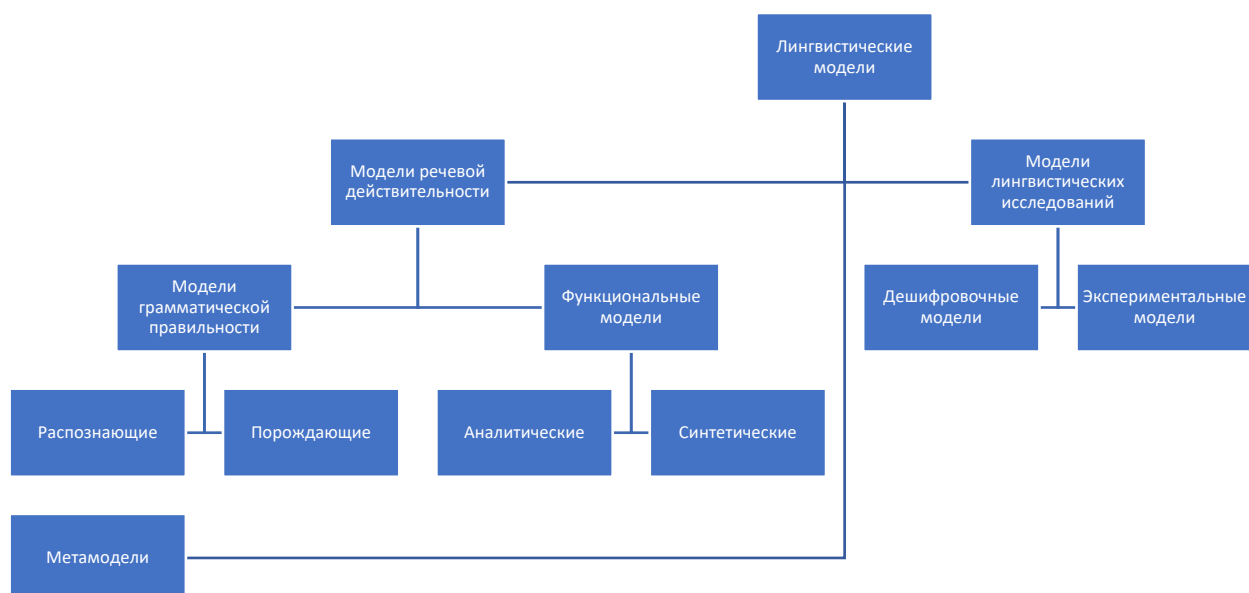 Лингвистические
модели
Модели речевой
действительности
Модели
лингвистических
исследований
Модели
грамматической
правильности
Функциональные
модели
Дешифровочные
модели
Экспериментальные
модели
Распознающие
Порождающие
Аналитические
Синтетические
Метамодели